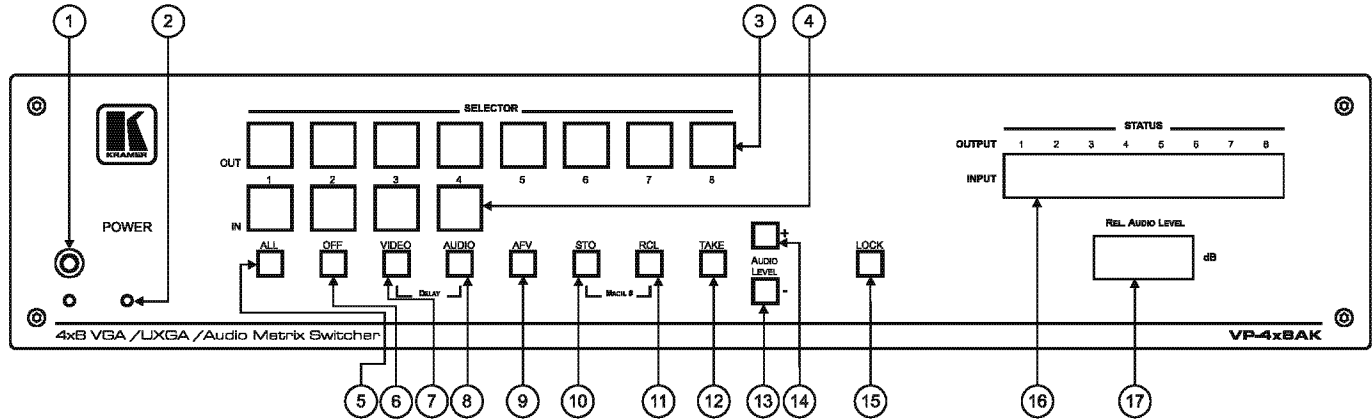 1 2 3 4
SELECTOR
STATUS
OUTPUT 1 2 3 4 5 6 7 8
KRAMER
OUT
1 2 3 4 5 6 7 8
INPUT
IN
POWER
REL. AUDIO LEVEL
ALL OFF VIDEO AUDIO AFV STO RCL TAKE + LOCK
AUDIO
LEVEL
dB
DELAY
-
4x8 VGA/UXGA/Audio Matrix Switcher
VP-4x8AK
5 6 7 8 9 10 11 12 13 14 15 16 17